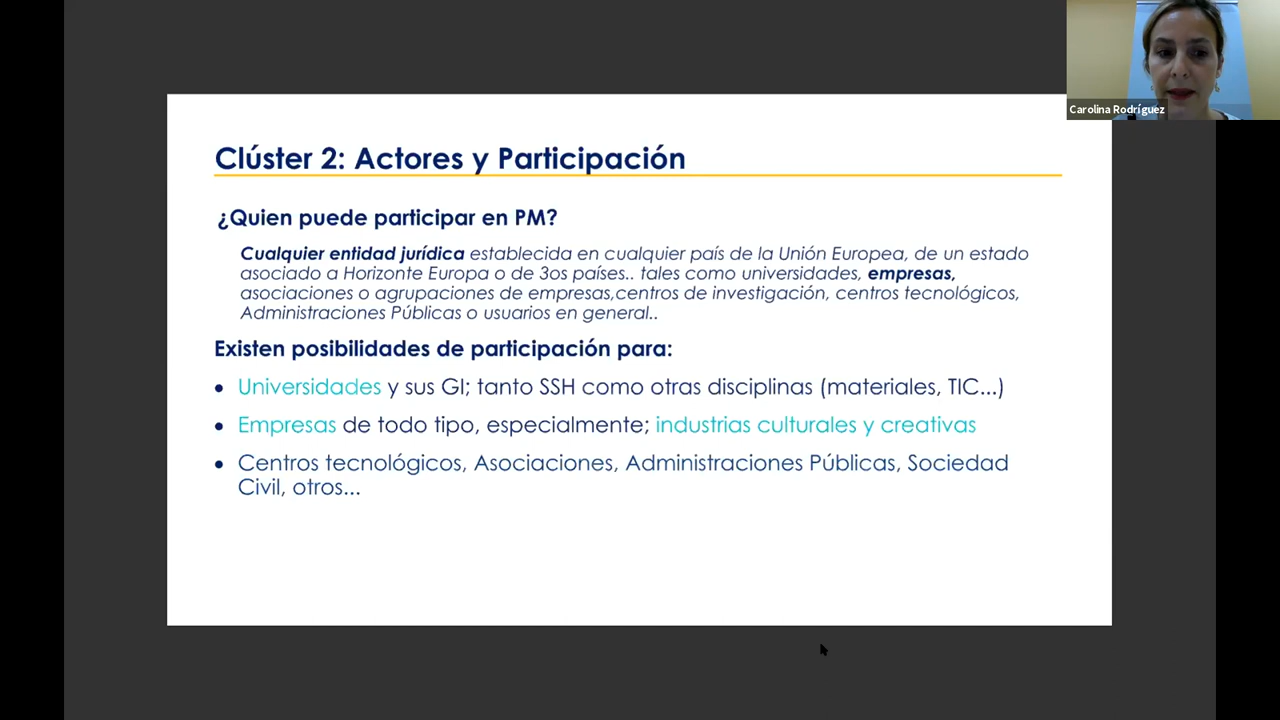 Carolina Rodríguez
Clúster 2: Actores y Participación
¿Quien puede participar en PM?
Cualquier entidad jurídica establecida en cualquier país de la Unión Europea, de un estado
asociado a Horizonte Europa o de 3os países.. tales como universidades, empresas,
asociaciones o agrupaciones de empresas,centros de investigación, centros tecnológicos,
Administraciones Públicas o usuarios en general..
Existen posibilidades de participación para:
• Universidades y sus GI; tanto SSH como otras disciplinas (materiales, TIC...)
• Empresas de todo tipo, especialmente; industrias culturales y creativas
• Centros tecnológicos, Asociaciones, Administraciones Públicas, Sociedad
Civil, otros...